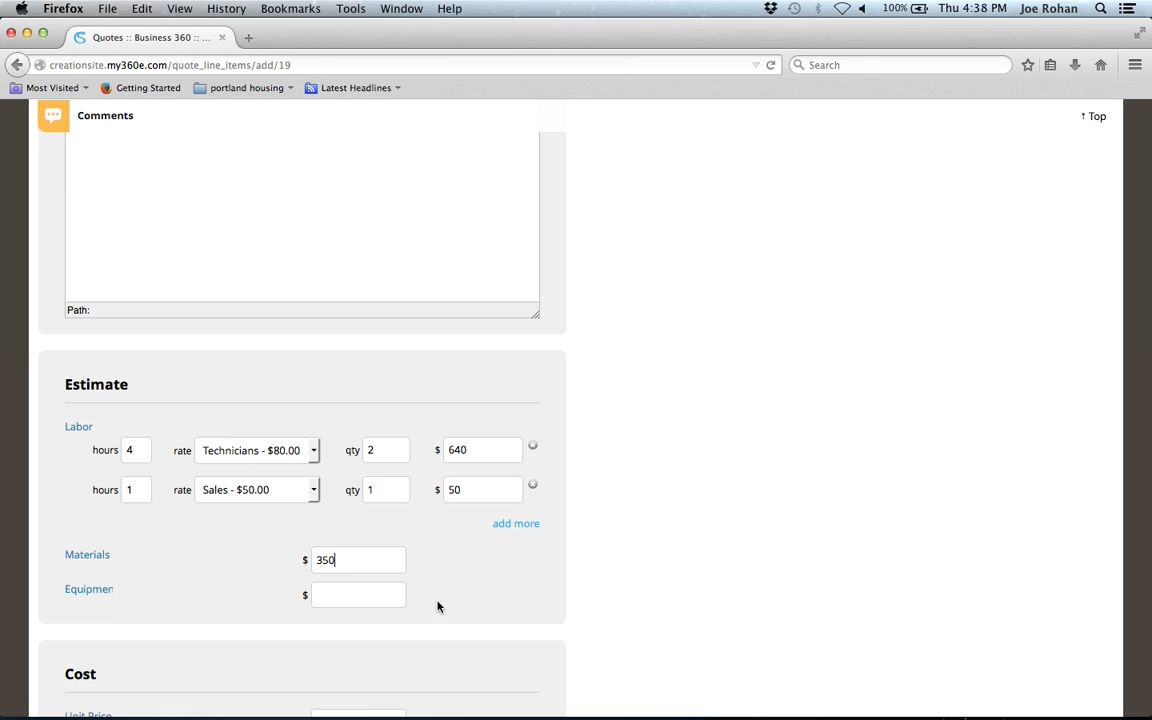 Firefox File Edit View History Bookmarks Tools Window Help 100% Thu 4:38 PM Joe Rohan
Quotes :: Business 360 :: ...
creationsite.my360e.com/quote_line_items/add/19 Search
Most Visited Getting Started portland housing Latest Headlines
Comments ↑ Top
Path:
Estimate
Labor
hours 4 rate Technicians - $80.00 qty 2 $ 640
hours 1 rate Sales - $50.00 qty 1 $ 50
add more
Materials $ 350
Equipmen $
Cost
Unit Price